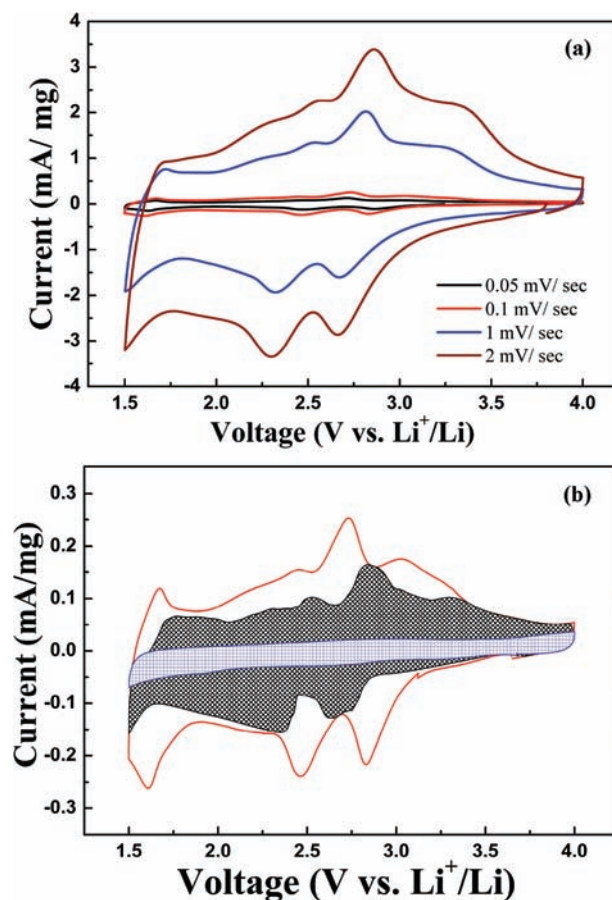 (a)
4
3
2
1
0
-1
-2
-3
-4
Current (mA/ mg)
0.05 mV/ sec
0.1 mV/ sec
1 mV/ sec
2 mV/ sec
1.5 2.0 2.5 3.0 3.5 4.0
Voltage (V vs. Li⁺/Li)
(b)
0.3
0.2
0.1
0.0
-0.1
-0.2
-0.3
Current (mA/mg)
1.5 2.0 2.5 3.0 3.5 4.0
Voltage (V vs. Li⁺/Li)